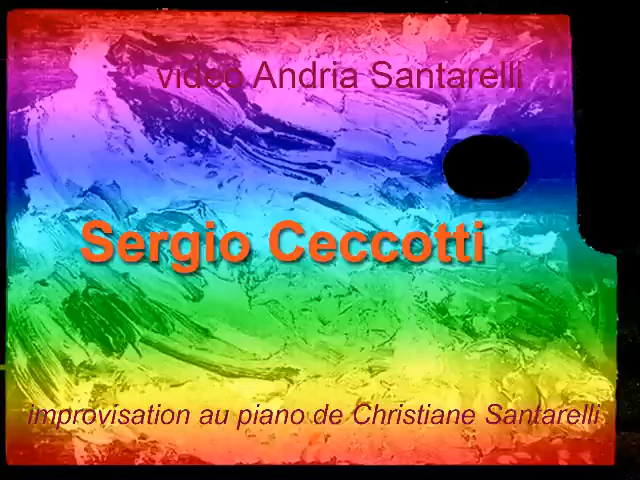 video Andria Santarelli
Sergio Ceccotti
improvisation au piano de Christiane Santarelli